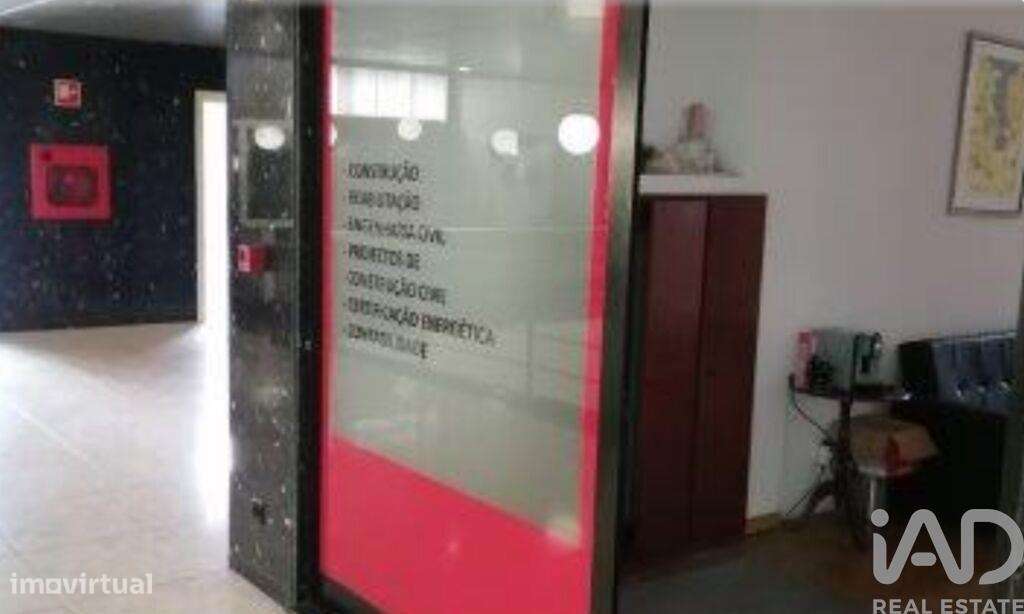 - CONSTRUÇÃO
- REABILITAÇÃO
- ENGENHARIA CIVIL
- PROJETOS DE
CONSTRUÇÃO CIVIL
- CERTIFICAÇÃO ENERGÉTICA
- CONTABILIDADE
imovirtual
iAD
REAL ESTATE